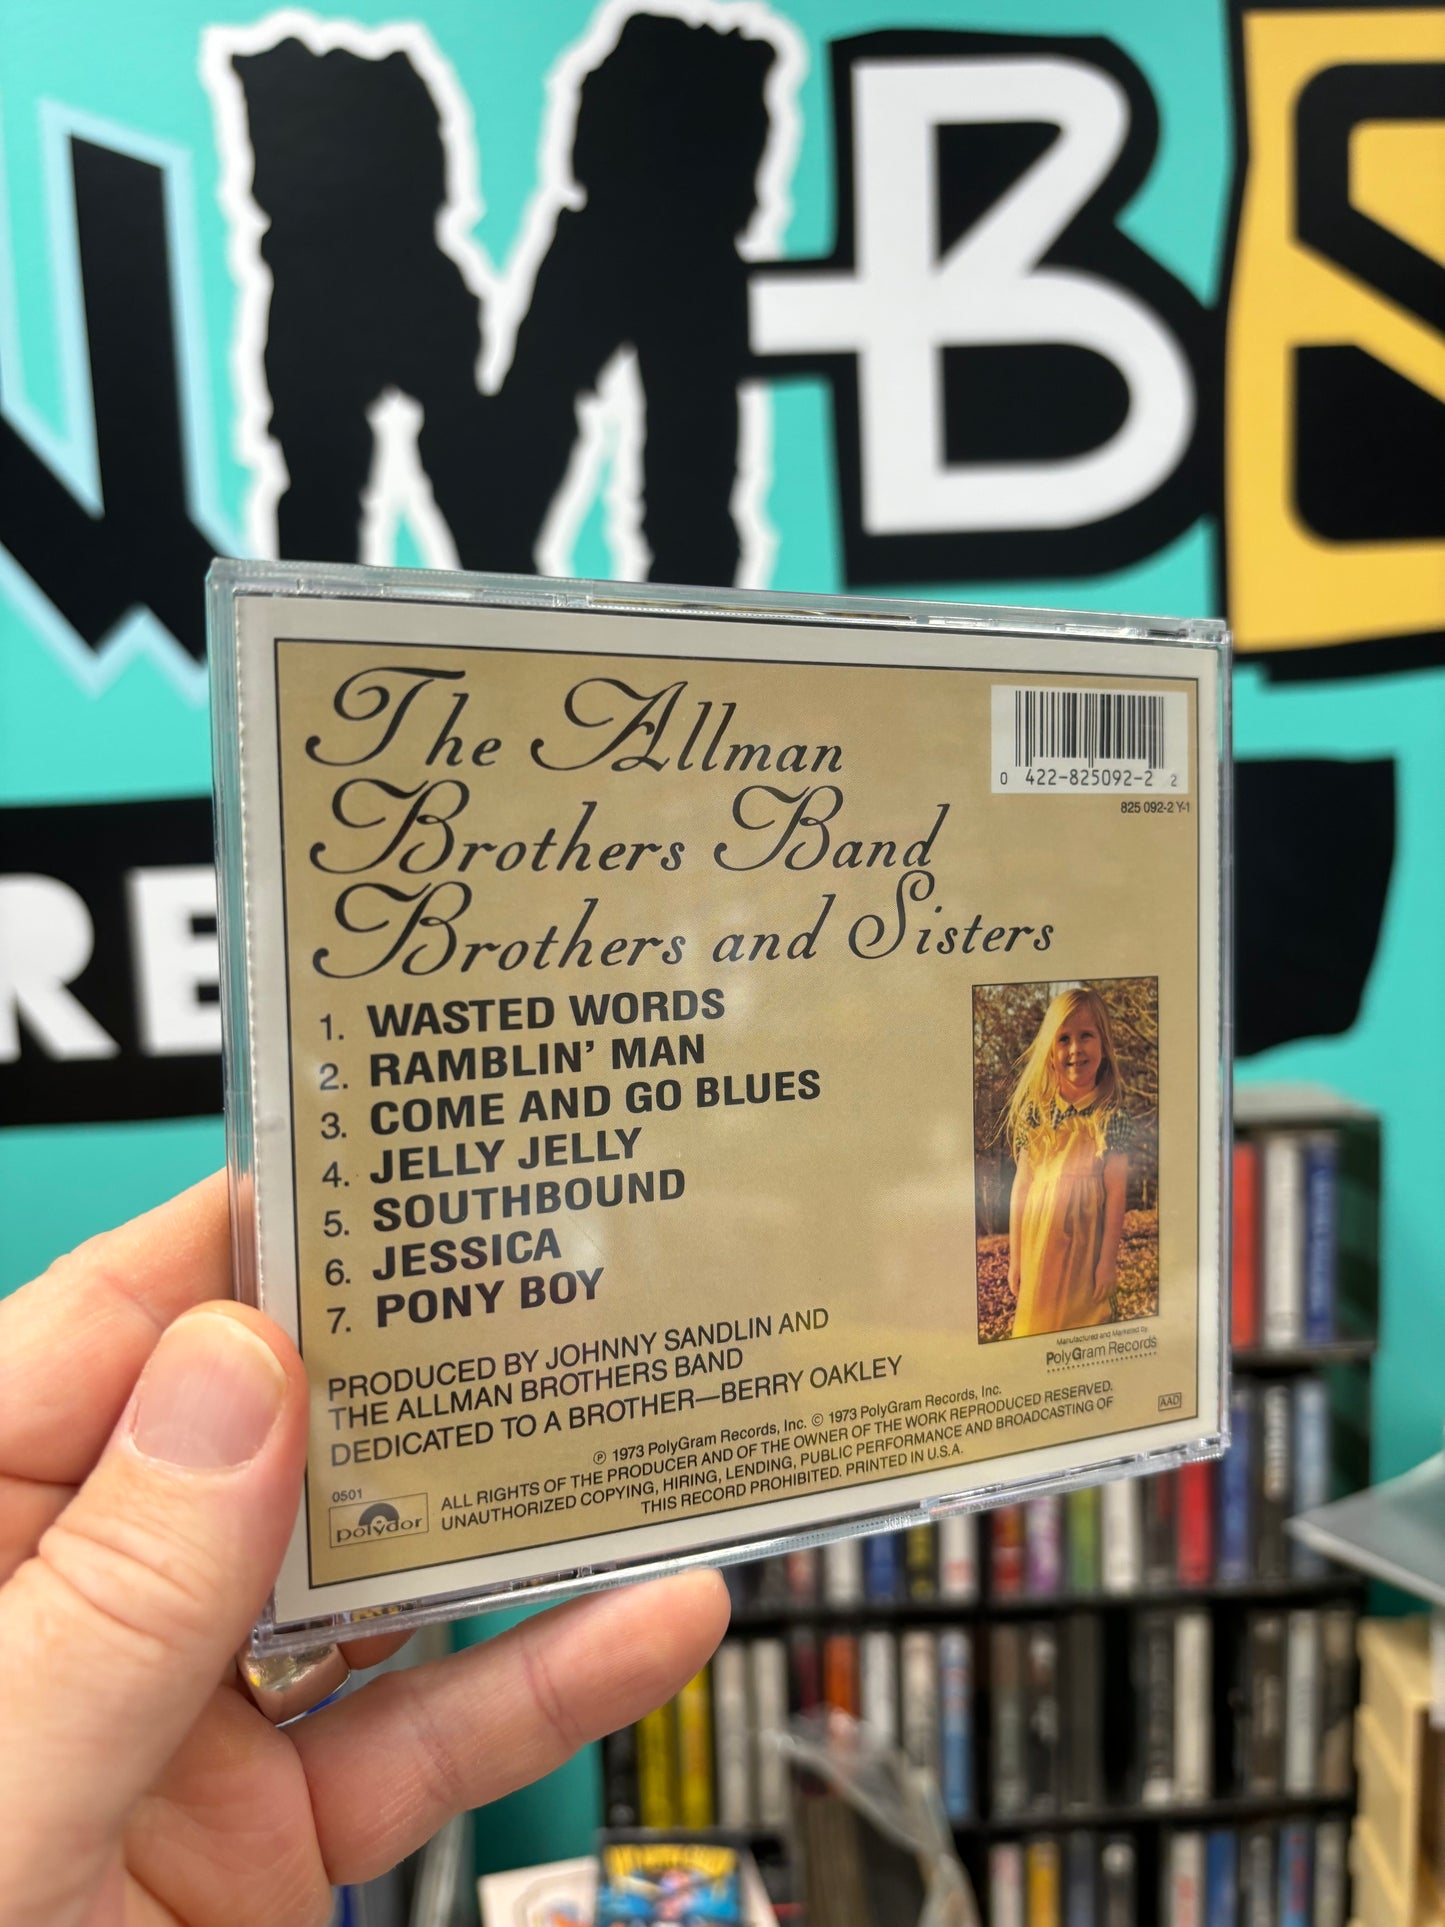 UMBS
RE
The Allman
Brothers Band
Brothers and Sisters
0 422-825092-2 2
825 092-2 Y-1
1. WASTED WORDS
2. RAMBLIN' MAN
3. COME AND GO BLUES
4. JELLY JELLY
5. SOUTHBOUND
6. JESSICA
7. PONY BOY
Manufactured and Marketed by
PolyGram Records
PRODUCED BY JOHNNY SANDLIN AND
THE ALLMAN BROTHERS BAND
DEDICATED TO A BROTHER—BERRY OAKLEY
℗ 1973 PolyGram Records, Inc. © 1973 PolyGram Records, Inc.
ALL RIGHTS OF THE PRODUCER AND OF THE OWNER OF THE WORK REPRODUCED RESERVED.
UNAUTHORIZED COPYING, HIRING, LENDING, PUBLIC PERFORMANCE AND BROADCASTING OF
THIS RECORD PROHIBITED. PRINTED IN U.S.A.
AAD
0501
polydor